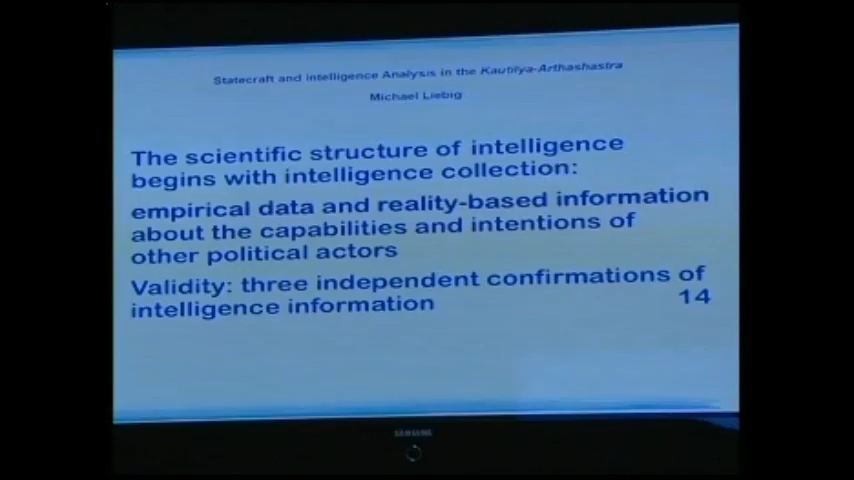 Statecraft and Intelligence Analysis in the Kautilya-Arthashastra
Michael Liebig
The scientific structure of intelligence
begins with intelligence collection:
empirical data and reality-based information
about the capabilities and intentions of
other political actors
Validity: three independent confirmations of
intelligence information
14
SAMSUNG